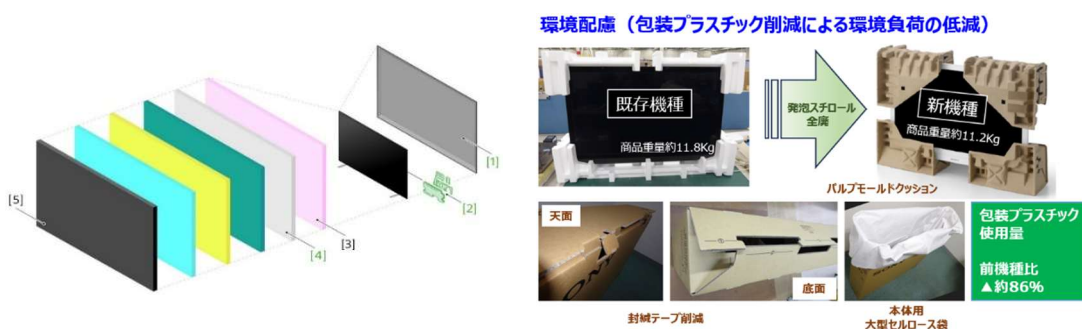 [1]
[2]
[3]
[4]
[5]
環境配慮（包装プラスチック削減による環境負荷の低減）
既存機種
商品重量約11.8Kg
発泡スチロール
全廃
新機種
商品重量約11.2Kg
パルプモールドクッション
天面
底面
封緘テープ削減
本体用
大型セルロース袋
包装プラスチック
使用量
前機種比
▲約86%